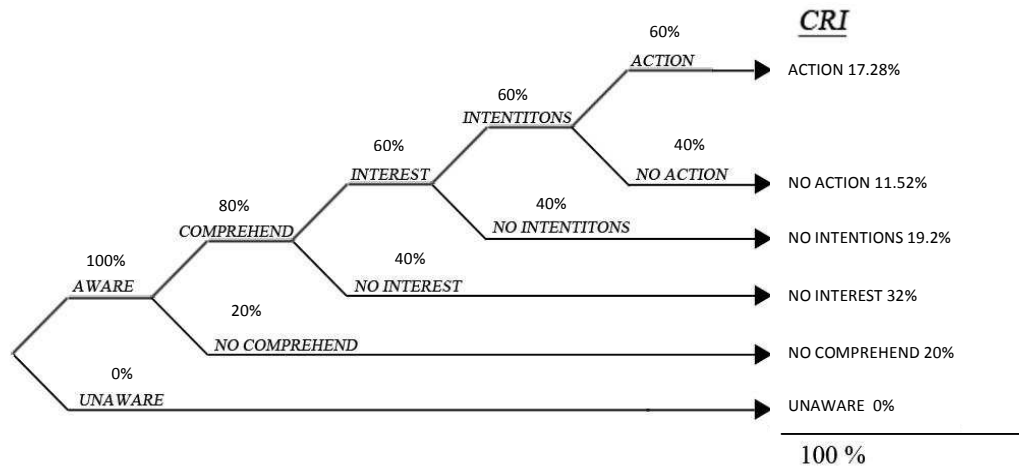 CRI
60%
ACTION
ACTION 17.28%
60%
INTENTITONS
40%
NO ACTION
NO ACTION 11.52%
60%
INTEREST
40%
NO INTENTITONS
NO INTENTIONS 19.2%
80%
COMPREHEND
40%
NO INTEREST
NO INTEREST 32%
100%
AWARE
20%
NO COMPREHEND
NO COMPREHEND 20%
0%
UNAWARE
UNAWARE 0%
100 %